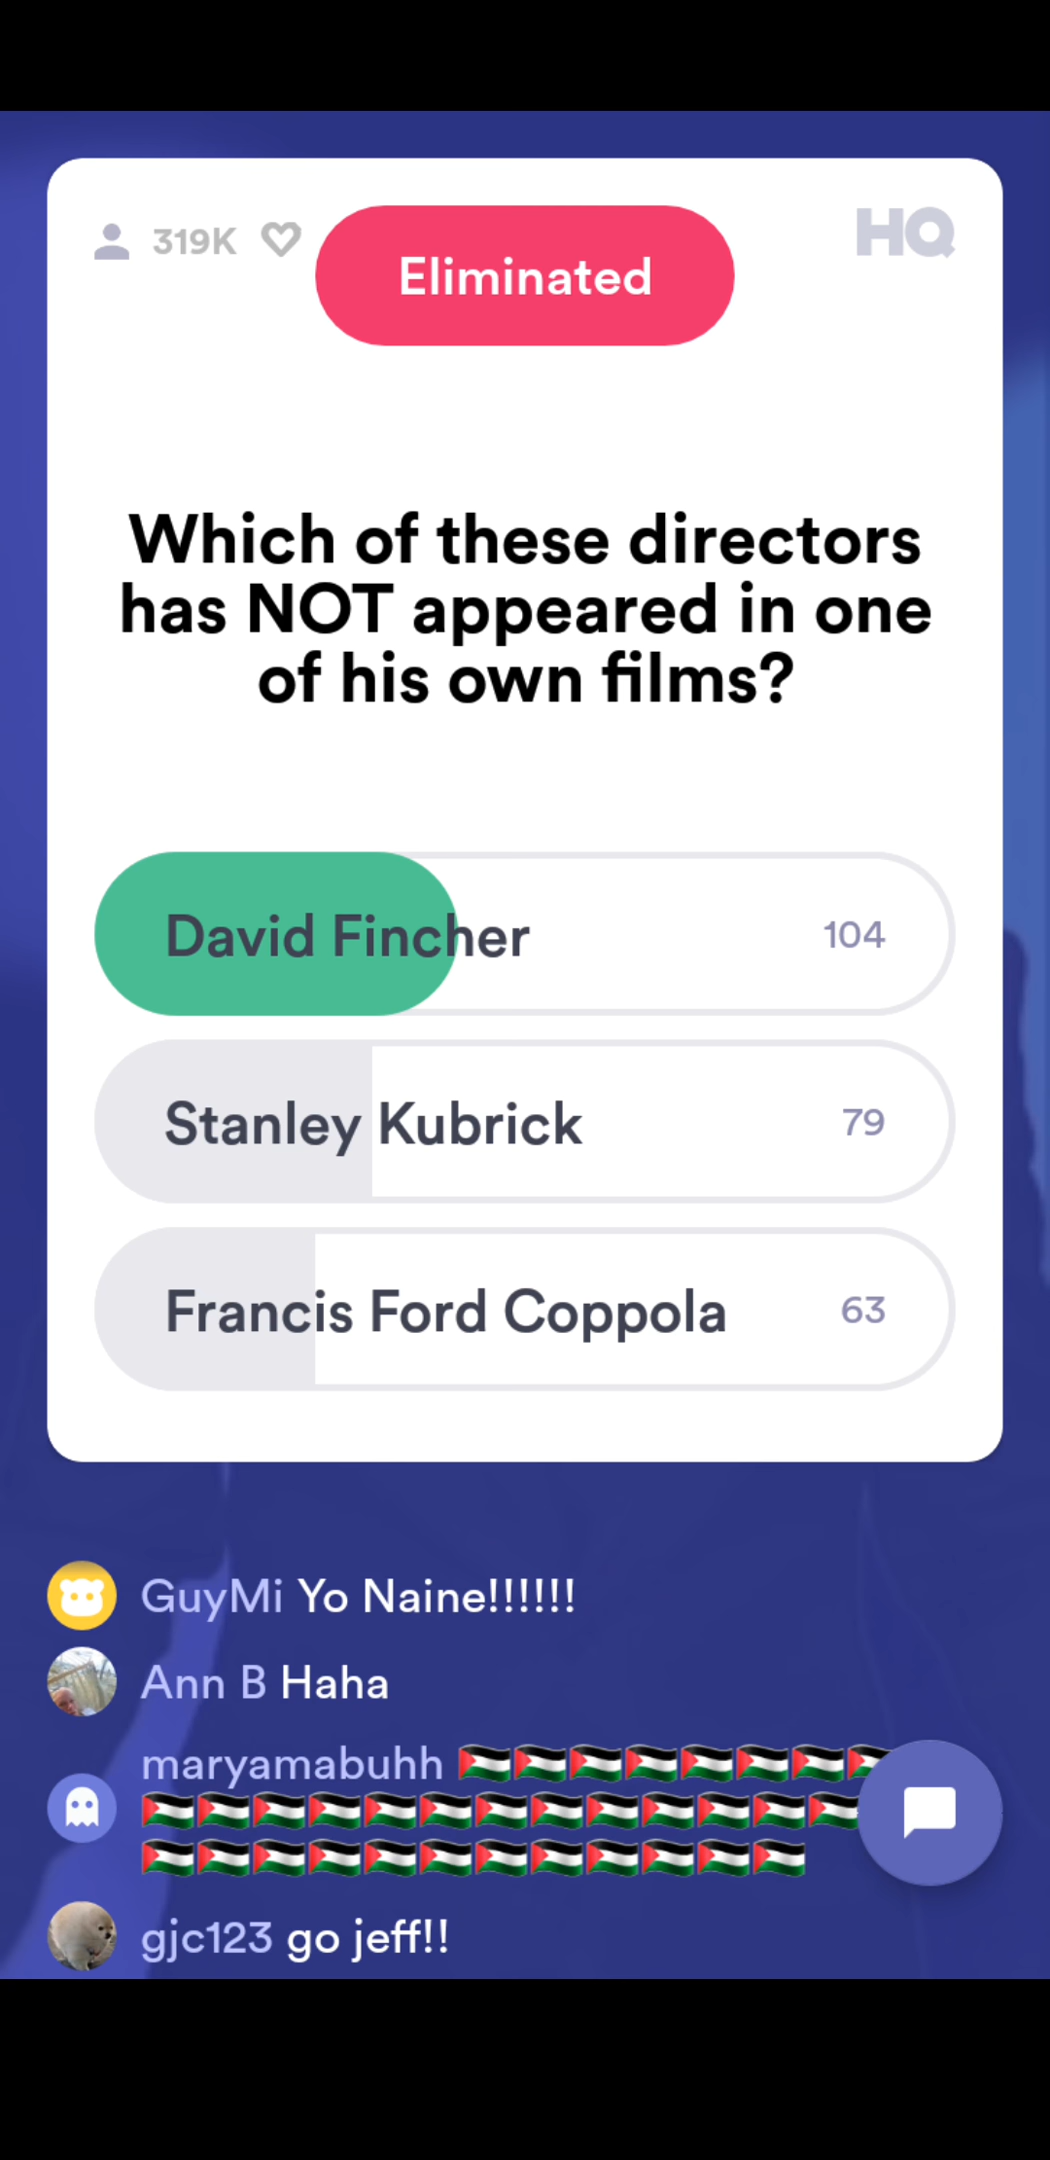 319K
Eliminated
HQ
Which of these directors
has NOT appeared in one
of his own films?
David Fincher 104
Stanley Kubrick 79
Francis Ford Coppola 63
GuyMi Yo Naine!!!!!!
Ann B Haha
maryamabuhh 🇵🇸🇵🇸🇵🇸🇵🇸🇵🇸🇵🇸🇵🇸🇵🇸
🇵🇸🇵🇸🇵🇸🇵🇸🇵🇸🇵🇸🇵🇸🇵🇸🇵🇸🇵🇸🇵🇸🇵🇸🇵🇸
🇵🇸🇵🇸🇵🇸🇵🇸🇵🇸🇵🇸🇵🇸🇵🇸🇵🇸🇵🇸🇵🇸🇵🇸
gjc123 go jeff!!